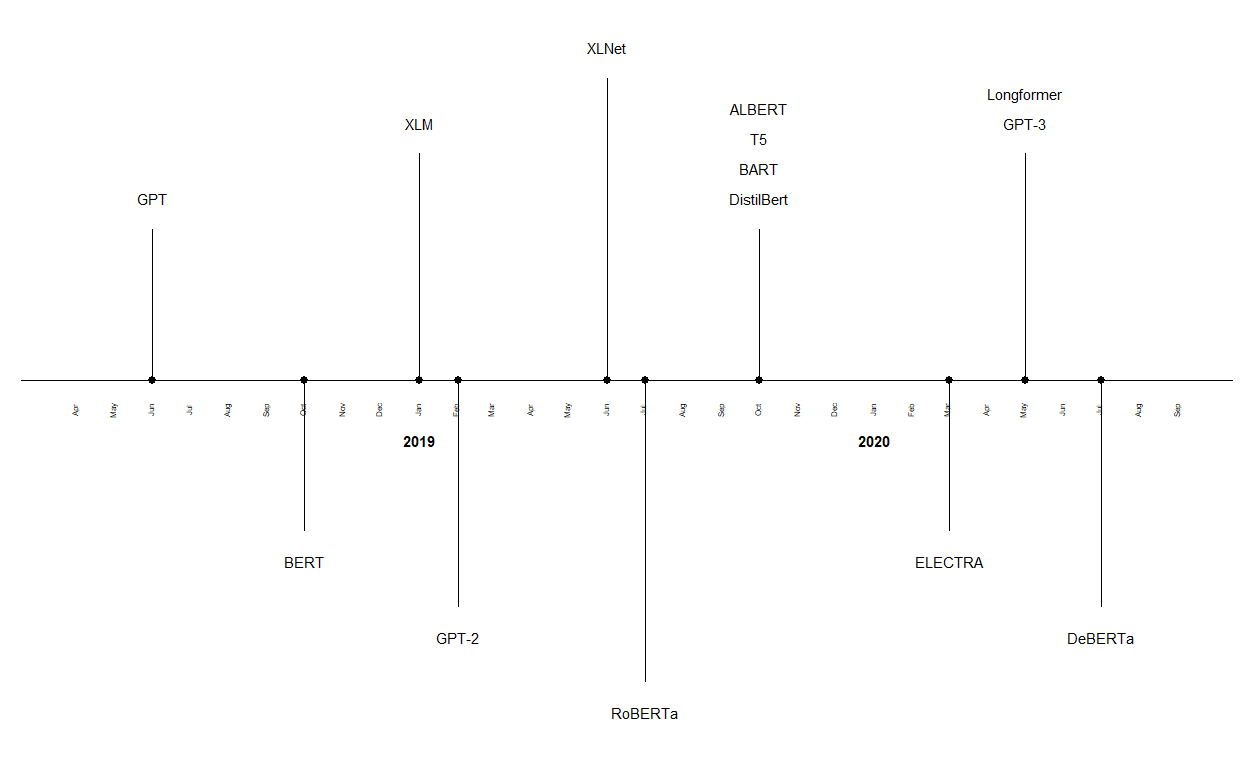 XLNet
Longformer
ALBERT
XLM
GPT-3
T5
BART
GPT
DistilBert
Apr May Jun Jul Aug Sep Oct Nov Dec Jan Feb Mar Apr May Jun Jul Aug Sep Oct Nov Dec Jan Feb Mar Apr May Jun Jul Aug Sep
2019 2020
BERT
ELECTRA
GPT-2
DeBERTa
RoBERTa